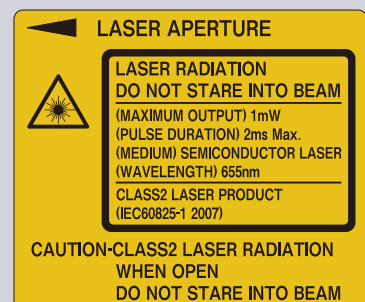 LASER APERTURE
LASER RADIATION
DO NOT STARE INTO BEAM
(MAXIMUM OUTPUT) 1mW
(PULSE DURATION) 2ms Max.
(MEDIUM) SEMICONDUCTOR LASER
(WAVELENGTH) 655nm
CLASS2 LASER PRODUCT
(IEC60825-1 2007)
CAUTION-CLASS2 LASER RADIATION
WHEN OPEN
DO NOT STARE INTO BEAM